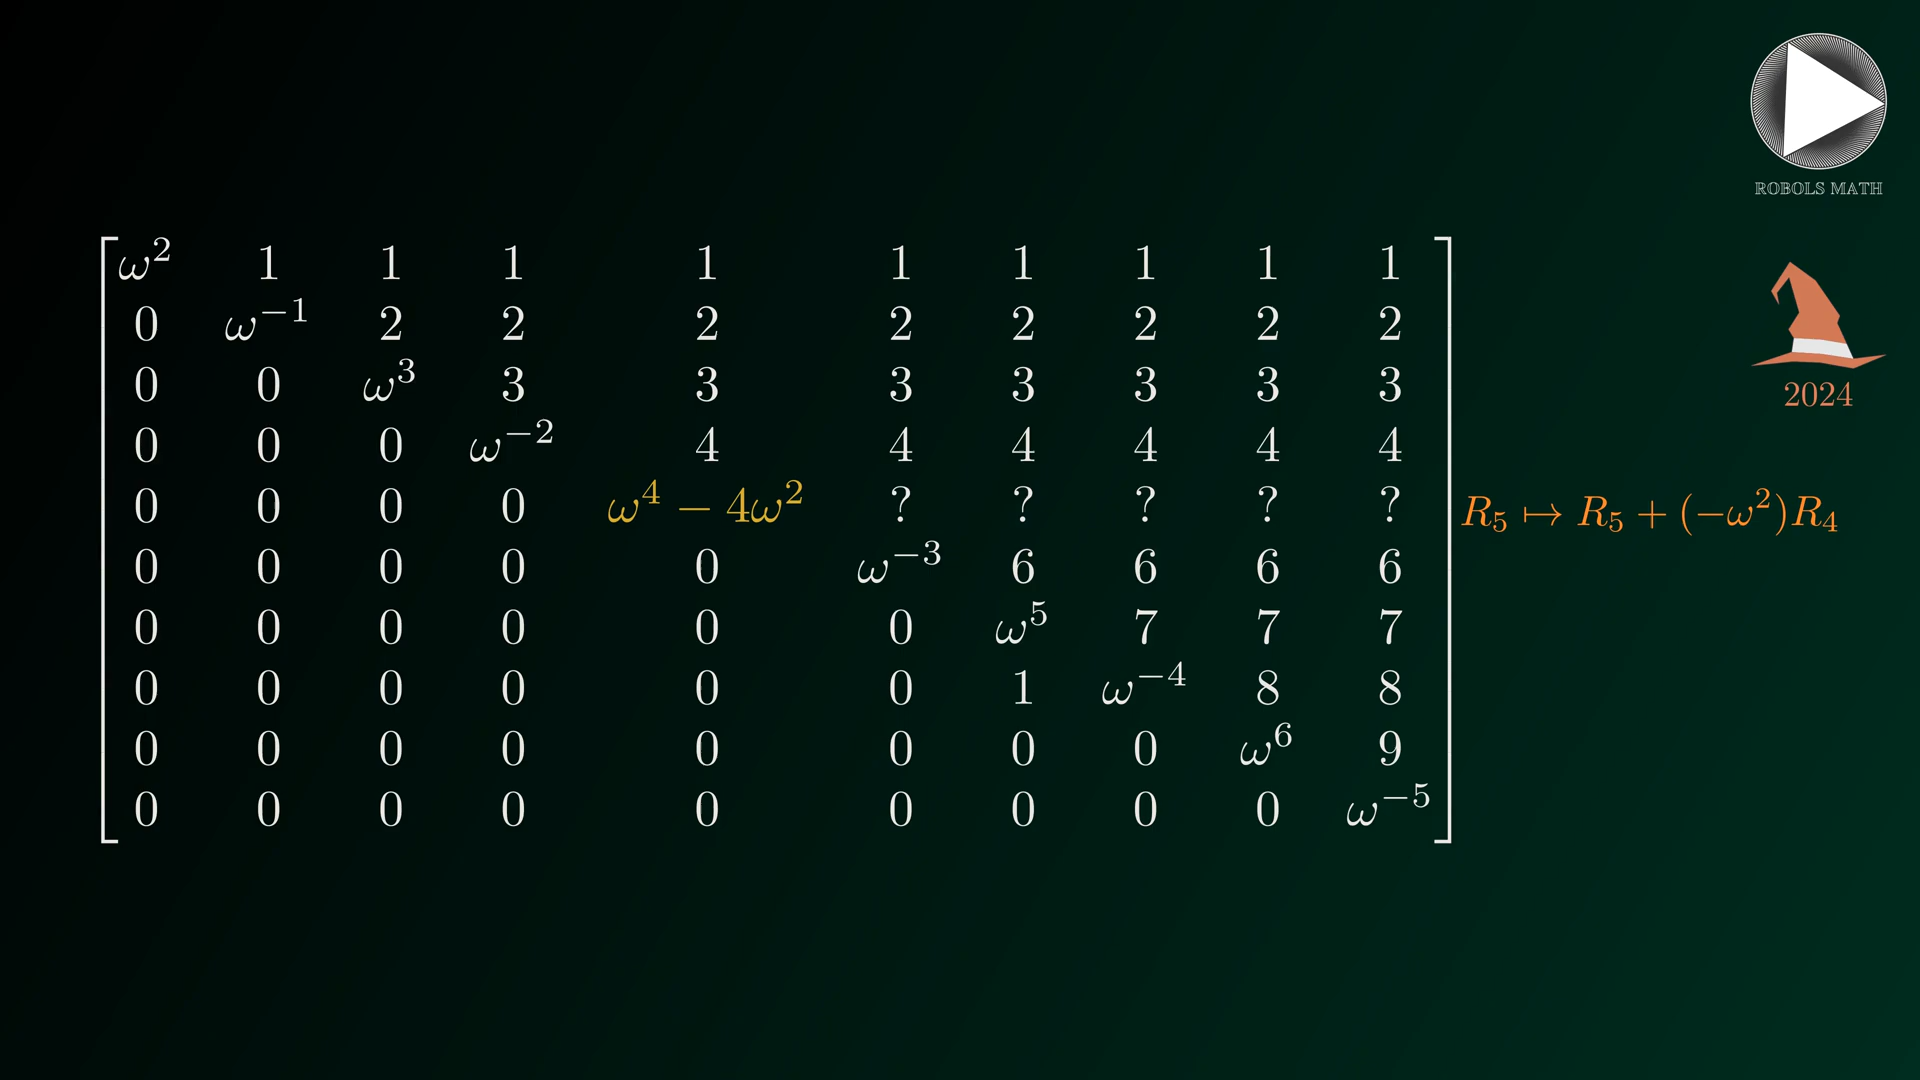 ROBOLS MATH
ω² 1 1 1 1 1 1 1 1 1
0 ω⁻¹ 2 2 2 2 2 2 2 2
0 0 ω³ 3 3 3 3 3 3 3
2024
0 0 0 ω⁻² 4 4 4 4 4 4
0 0 0 0 ω⁴ − 4ω² ? ? ? ? ? R₅ ↦ R₅ + (−ω²)R₄
0 0 0 0 0 ω⁻³ 6 6 6 6
0 0 0 0 0 0 ω⁵ 7 7 7
0 0 0 0 0 0 1 ω⁻⁴ 8 8
0 0 0 0 0 0 0 0 ω⁶ 9
0 0 0 0 0 0 0 0 0 ω⁻⁵